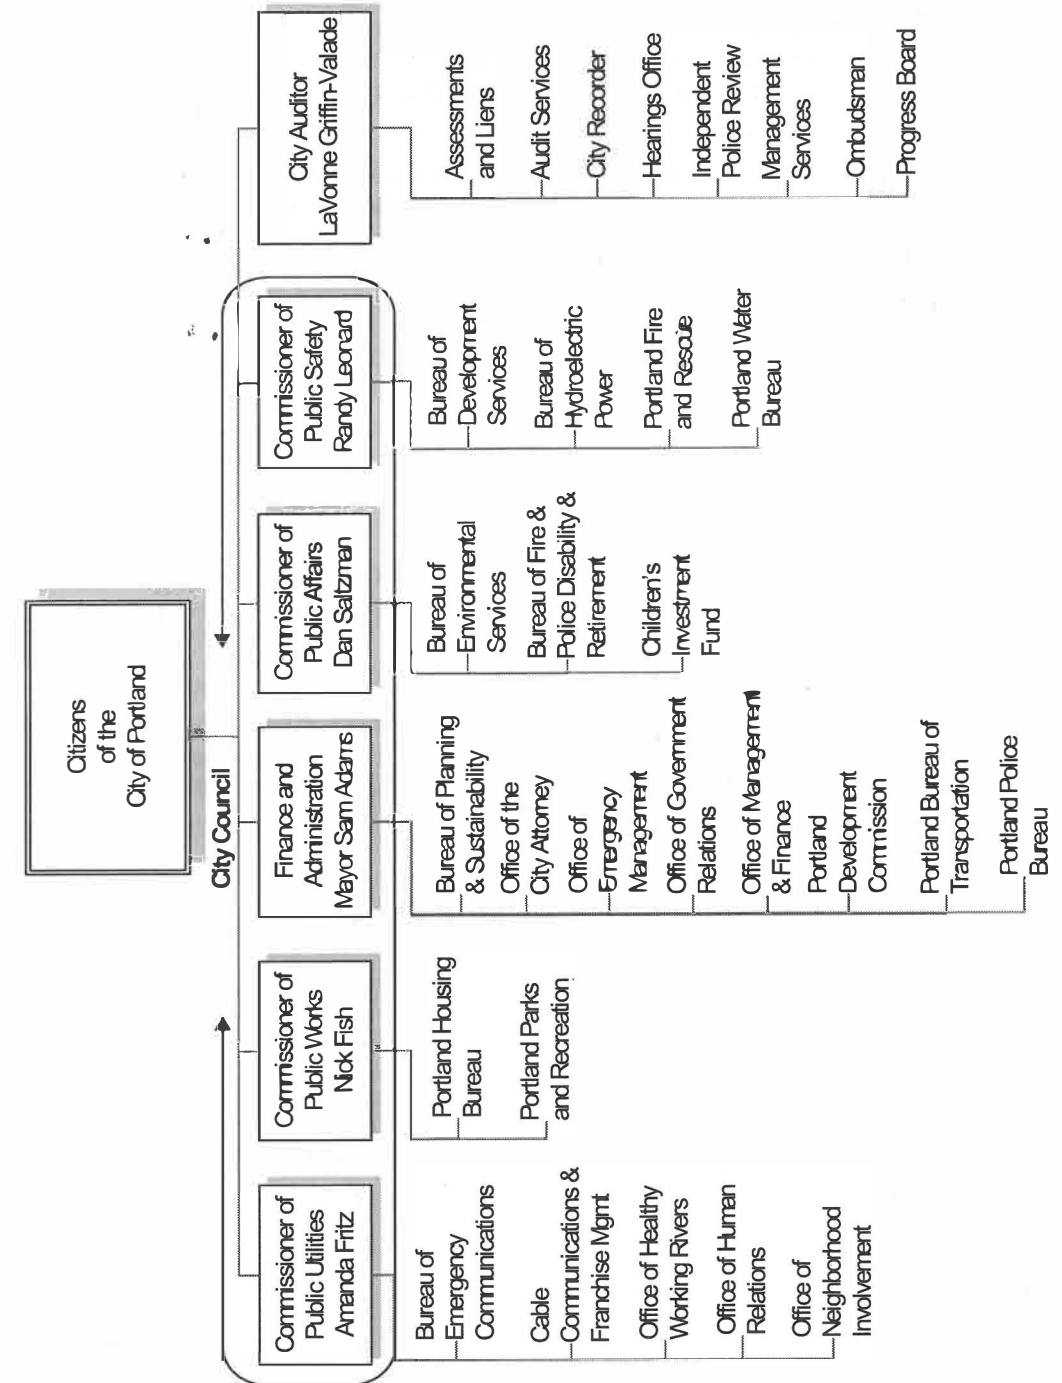 Citizens
of the
City of Portland
City Council
Commissioner of
Public Utilities
Amanda Fritz
Bureau of
Emergency
Communications
Cable
Communications &
Franchise Mgmt
Office of Healthy
Working Rivers
Office of Human
Relations
Office of
Neighborhood
Involvement
Commissioner of
Public Works
Nick Fish
Portland Housing
Bureau
Portland Parks
and Recreation
Finance and
Administration
Mayor Sam Adams
Bureau of Planning
& Sustainability
Office of the
City Attorney
Office of
Emergency
Management
Office of Government
Relations
Office of Management
& Finance
Portland
Development
Commission
Portland Bureau of
Transportation
Portland Police
Bureau
Commissioner of
Public Affairs
Dan Saltzman
Bureau of
Environmental
Services
Bureau of Fire &
Police Disability &
Retirement
Children's
Investment
Fund
Commissioner of
Public Safety
Randy Leonard
Bureau of
Development
Services
Bureau of
Hydroelectric
Power
Portland Fire
and Rescue
Portland Water
Bureau
City Auditor
LaVonne Griffin-Valade
Assessments
and Liens
Audit Services
City Recorder
Hearings Office
Independent
Police Review
Management
Services
Ombudsman
Progress Board